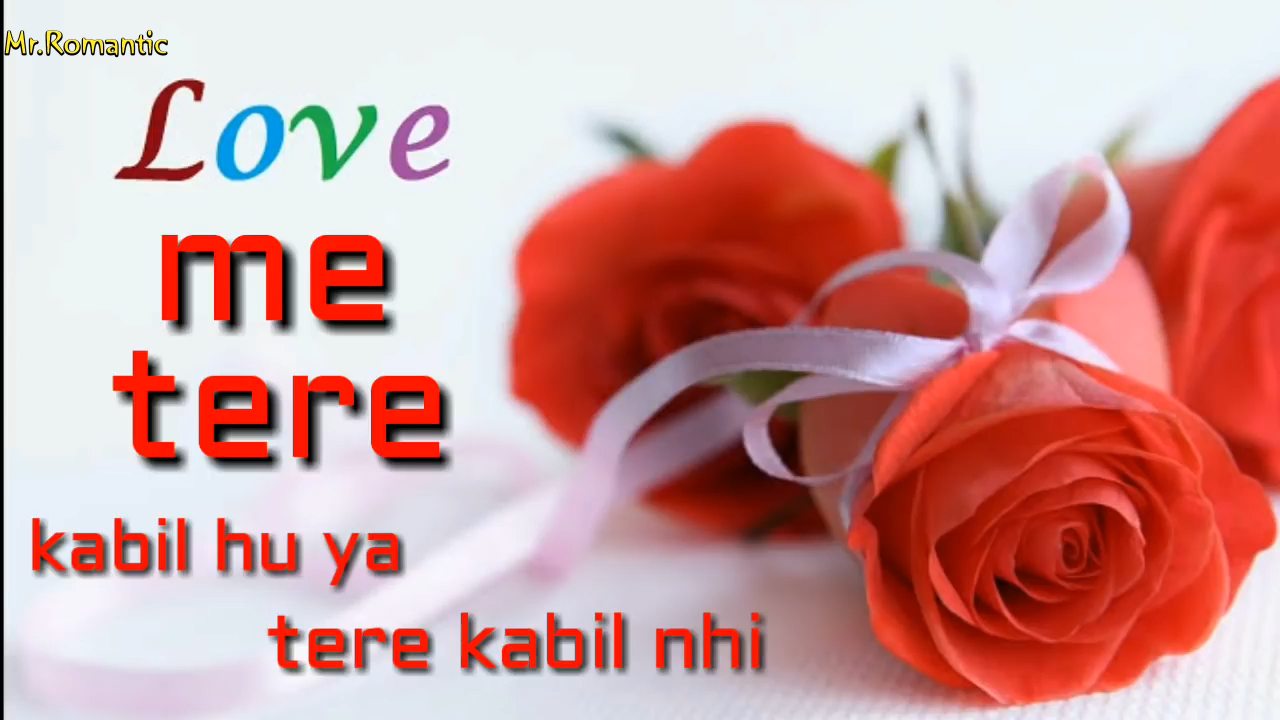 Mr.Romantic
Love
me
tere
kabil hu ya
tere kabil nhi